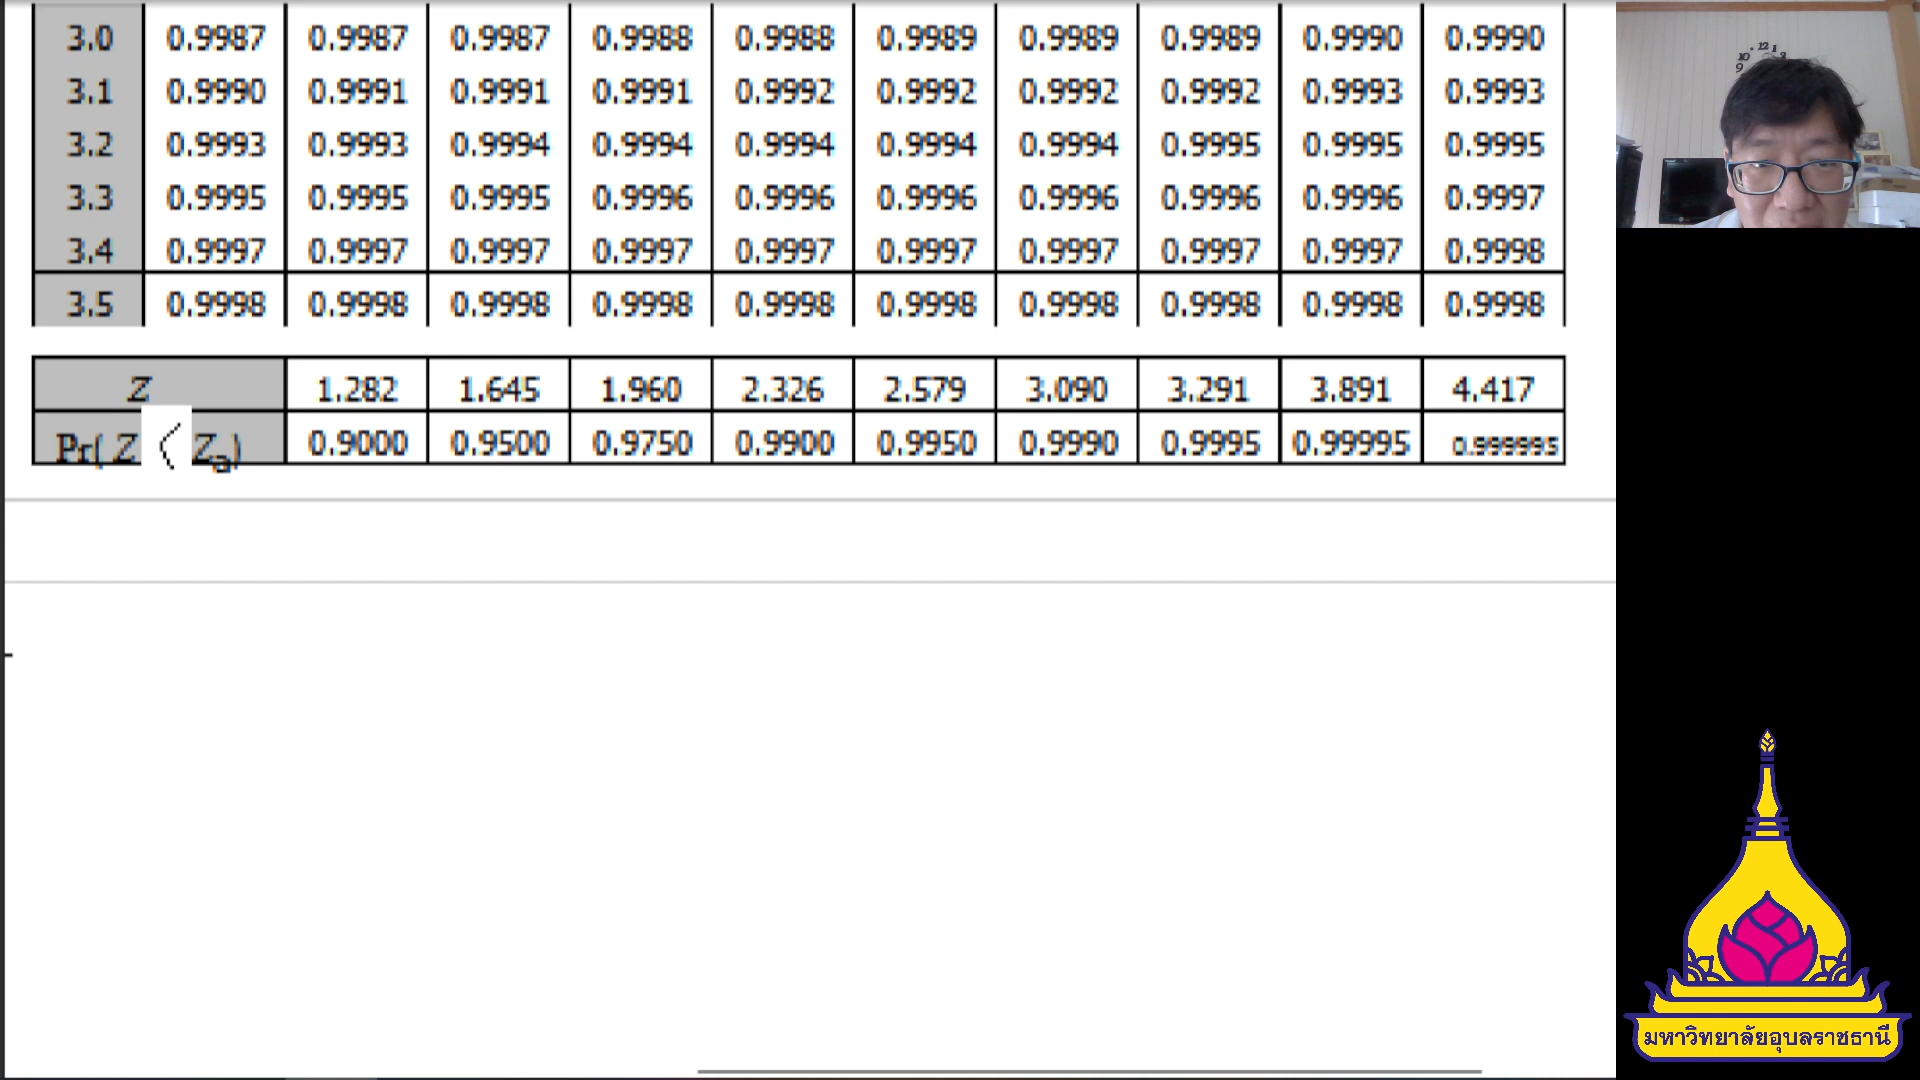 3.0 0.9987 0.9987 0.9987 0.9988 0.9988 0.9989 0.9989 0.9989 0.9990 0.9990
3.1 0.9990 0.9991 0.9991 0.9991 0.9992 0.9992 0.9992 0.9992 0.9993 0.9993
3.2 0.9993 0.9993 0.9994 0.9994 0.9994 0.9994 0.9994 0.9995 0.9995 0.9995
3.3 0.9995 0.9995 0.9995 0.9996 0.9996 0.9996 0.9996 0.9996 0.9996 0.9997
3.4 0.9997 0.9997 0.9997 0.9997 0.9997 0.9997 0.9997 0.9997 0.9997 0.9998
3.5 0.9998 0.9998 0.9998 0.9998 0.9998 0.9998 0.9998 0.9998 0.9998 0.9998
Z 1.282 1.645 1.960 2.326 2.579 3.090 3.291 3.891 4.417
Pr( Z < Za) 0.9000 0.9500 0.9750 0.9900 0.9950 0.9990 0.9995 0.99995 0.999995
10 12 1 2
9
มหาวิทยาลัยอุบลราชธานี